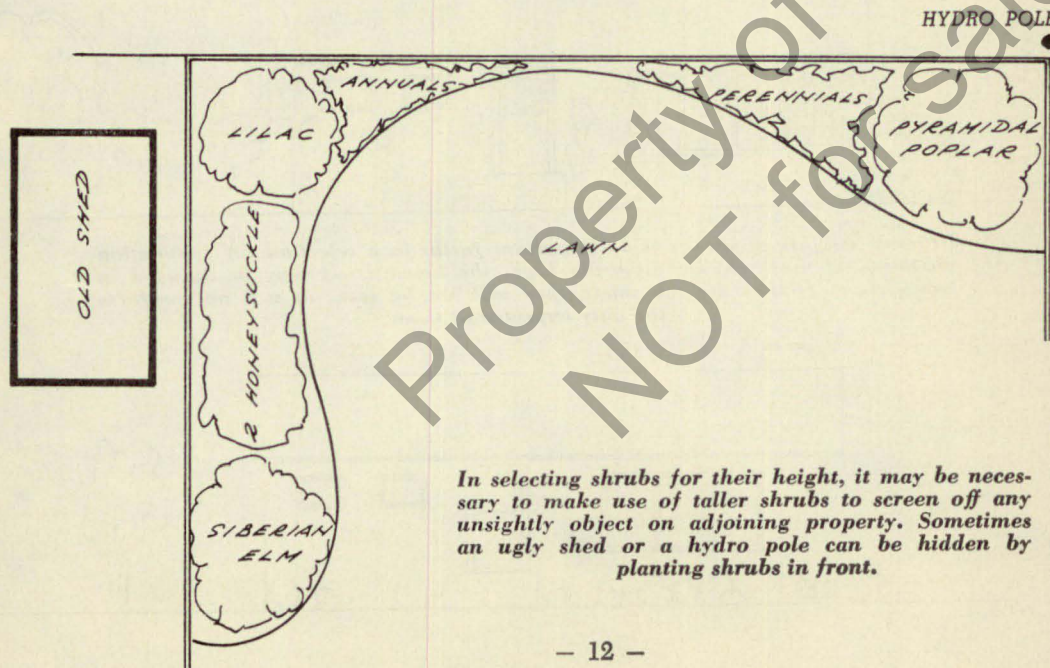 HYDRO POLE
ANNUALS
PERENNIALS
LILAC
PYRAMIDAL
POPLAR
OLD SHED
2 HONEYSUCKLE
LAWN
SIBERIAN
ELM
Property of
NOT for sale
In selecting shrubs for their height, it may be neces-
sary to make use of taller shrubs to screen off any
unsightly object on adjoining property. Sometimes
an ugly shed or a hydro pole can be hidden by
planting shrubs in front.
– 12 –